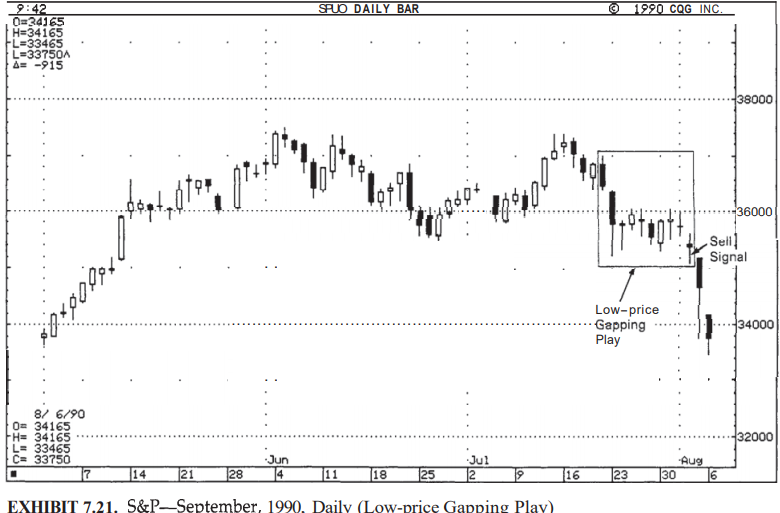 9:42 SPUO DAILY BAR © 1990 CQG INC.
O=34165
H=34165
L=33465
L=33750^
Δ= -915
38000
36000
Sell
Signal
Low-price
Gapping
Play
34000
8/ 6/90
O= 34165
H= 34165
L= 33465
C= 33750
32000
Jun Jul Aug
7 14 21 28 4 11 18 25 2 9 16 23 30 6
EXHIBIT 7.21. S&P—September, 1990, Daily (Low-price Gapping Play)